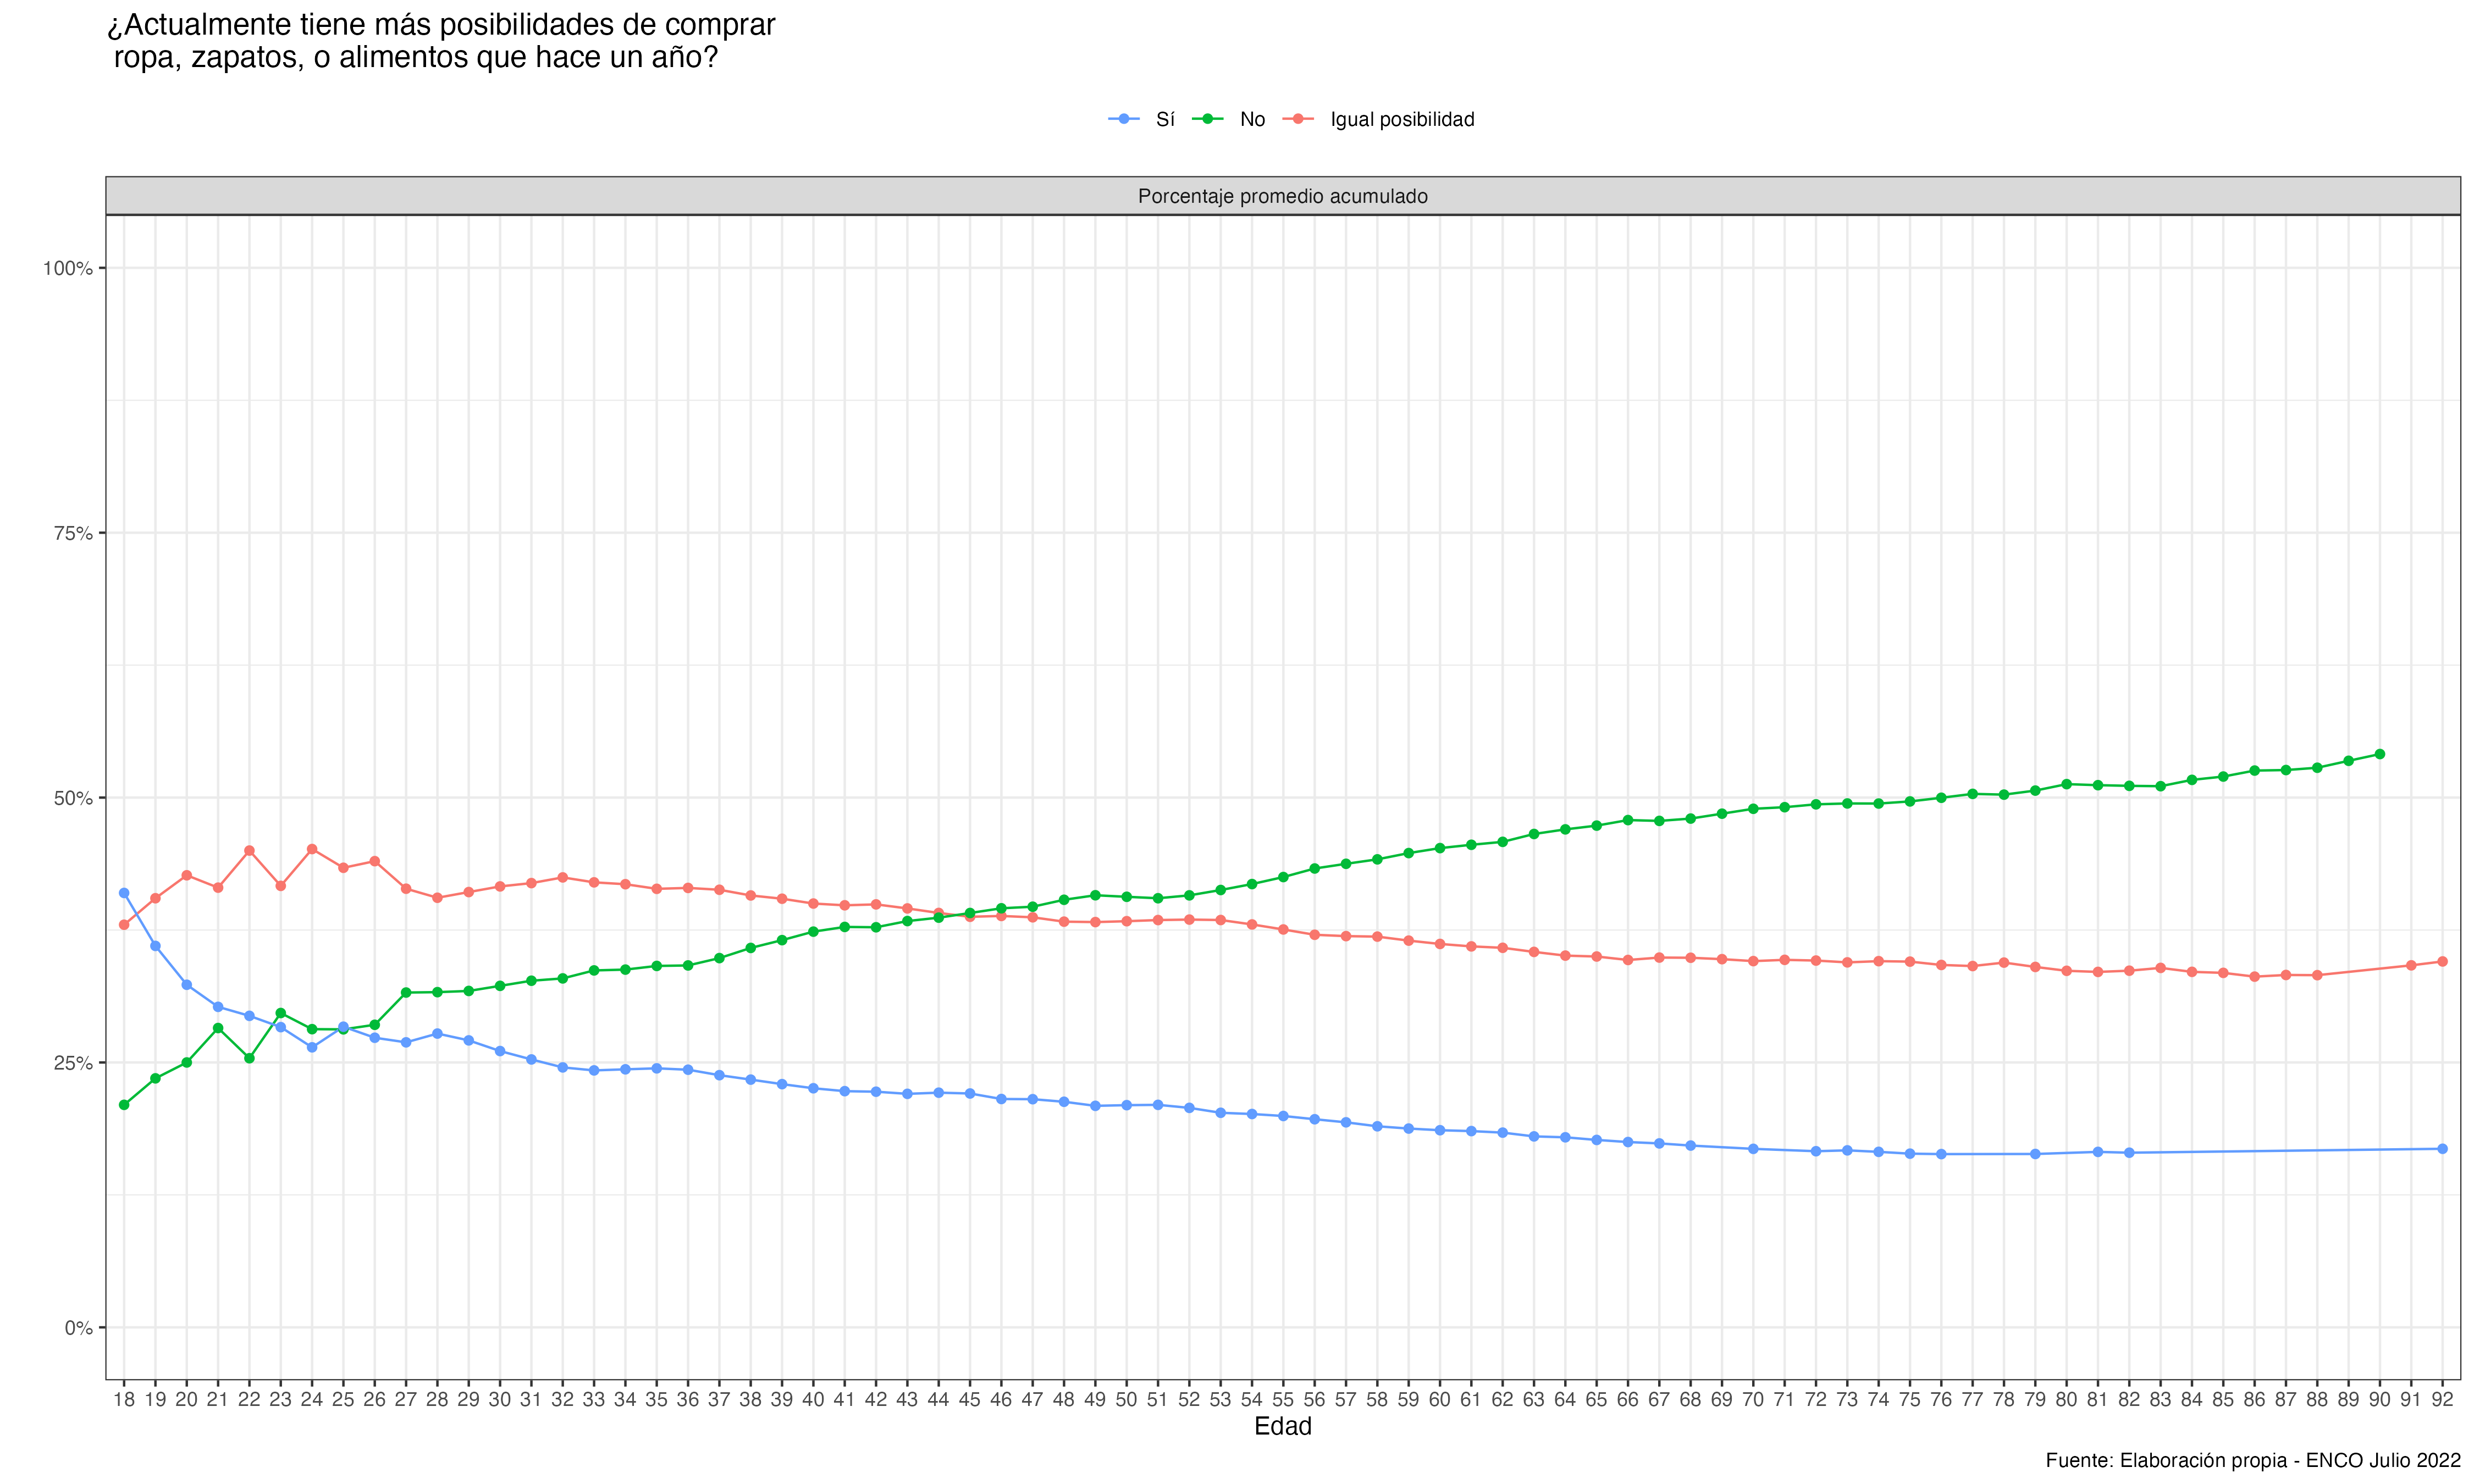 ¿Actualmente tiene más posibilidades de comprar
ropa, zapatos, o alimentos que hace un año?
Sí No Igual posibilidad
Porcentaje promedio acumulado
100%
75%
50%
25%
0%
18 19 20 21 22 23 24 25 26 27 28 29 30 31 32 33 34 35 36 37 38 39 40 41 42 43 44 45 46 47 48 49 50 51 52 53 54 55 56 57 58 59 60 61 62 63 64 65 66 67 68 69 70 71 72 73 74 75 76 77 78 79 80 81 82 83 84 85 86 87 88 89 90 91 92
Edad
Fuente: Elaboración propia - ENCO Julio 2022